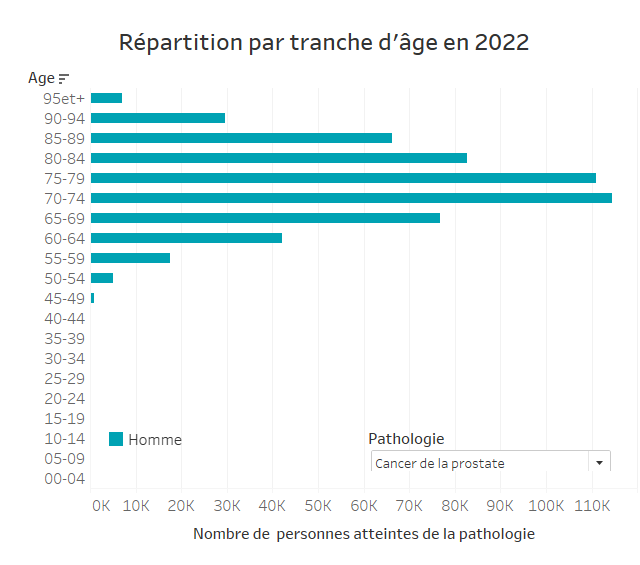 Répartition par tranche d'âge en 2022
Age
95et+
90-94
85-89
80-84
75-79
70-74
65-69
60-64
55-59
50-54
45-49
40-44
35-39
30-34
25-29
20-24
15-19
10-14
05-09
00-04
Homme
Pathologie
Cancer de la prostate
0K 10K 20K 30K 40K 50K 60K 70K 80K 90K 100K 110K
Nombre de personnes atteintes de la pathologie